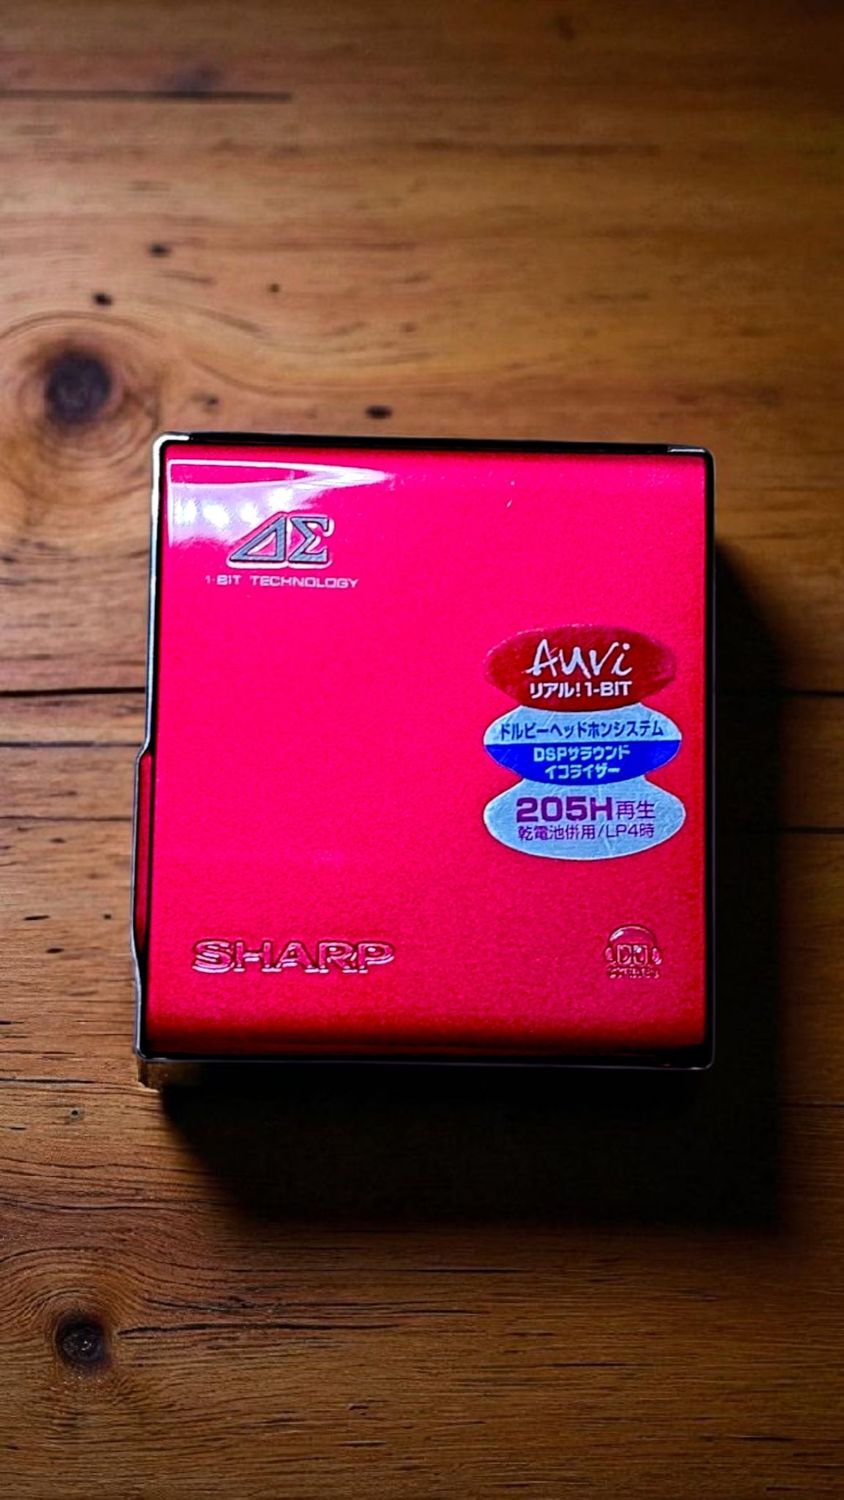 ΔΣ
1-BIT TECHNOLOGY
Auvi
リアル!1-BIT
ドルビーヘッドホンシステム
DSPサラウンド
イコライザー
205H再生
乾電池併用/LP4時
SHARP